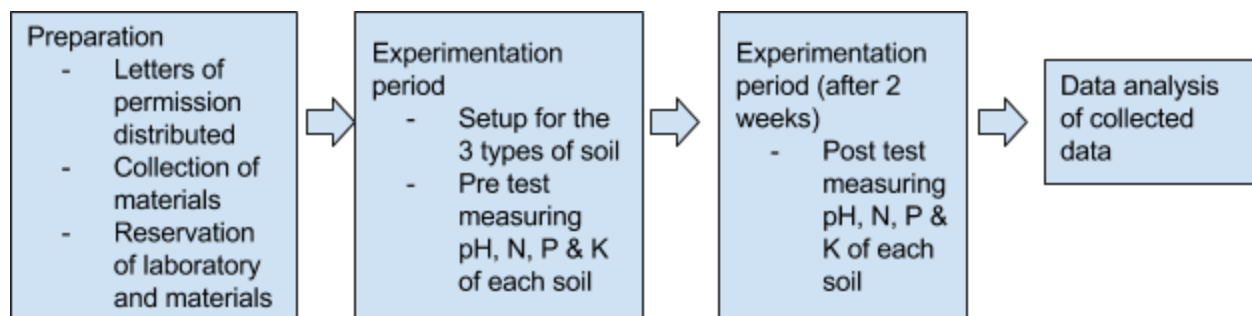 Preparation
- Letters of
permission
distributed
- Collection of
materials
- Reservation
of laboratory
and materials
Experimentation
period
- Setup for the
3 types of soil
- Pre test
measuring
pH, N, P & K
of each soil
Experimentation
period (after 2
weeks)
- Post test
measuring
pH, N, P &
K of each
soil
Data analysis
of collected
data